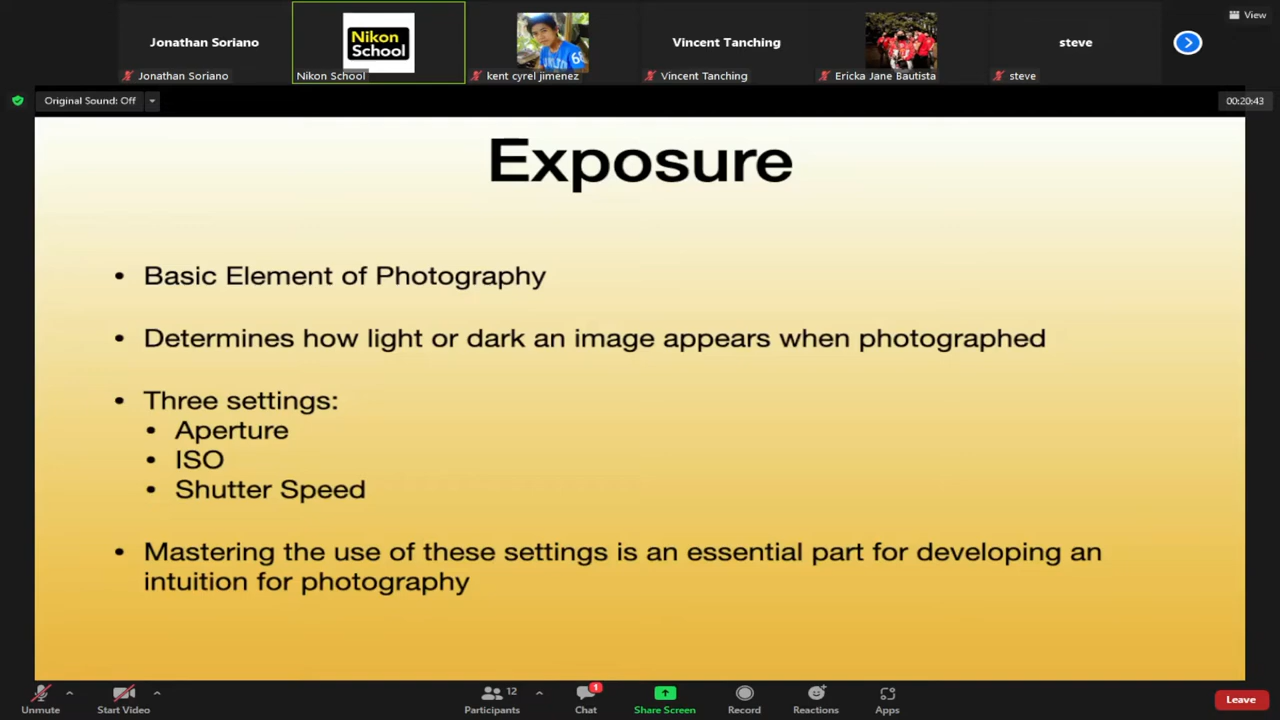 View
Jonathan Soriano
Nikon
School
Vincent Tanching
steve
Jonathan Soriano
Nikon School
kent cyrel jimenez
Vincent Tanching
Ericka Jane Bautista
steve
Original Sound: Off
00:20:43
Exposure
• Basic Element of Photography
• Determines how light or dark an image appears when photographed
• Three settings:
• Aperture
• ISO
• Shutter Speed
• Mastering the use of these settings is an essential part for developing an
intuition for photography
12
1
Unmute
Start Video
Participants
Chat
Share Screen
Record
Reactions
Apps
Leave